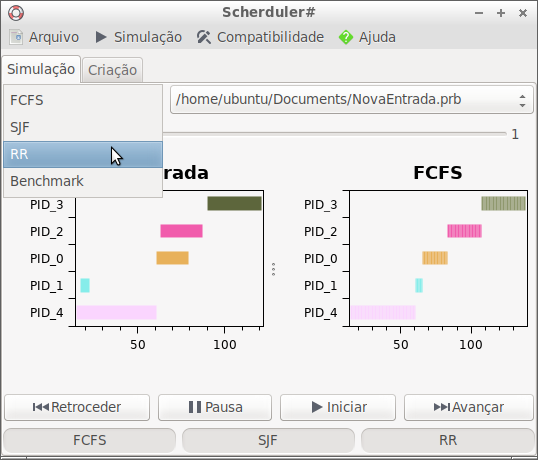 Scherduler#
Arquivo Simulação Compatibilidade Ajuda
Simulação Criação
FCFS
SJF
RR
Benchmark
/home/ubuntu/Documents/NovaEntrada.prb
1
rada
PID_3
PID_2
PID_0
PID_1
PID_4
50 100
FCFS
PID_3
PID_2
PID_0
PID_1
PID_4
50 100
Retroceder Pausa Iniciar Avançar
FCFS SJF RR